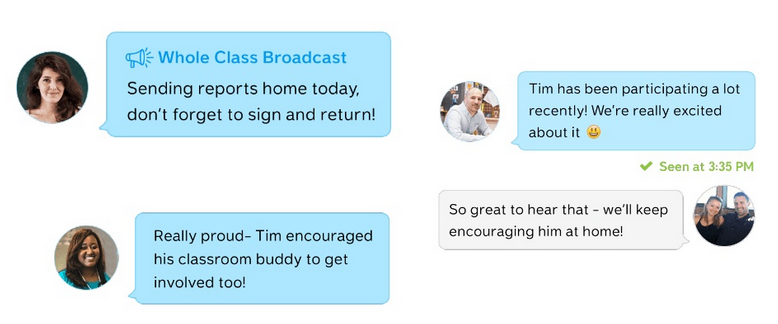 Whole Class Broadcast
Sending reports home today,
don't forget to sign and return!
Really proud- Tim encouraged
his classroom buddy to get
involved too!
Tim has been participating a lot
recently! We're really excited
about it 😃
✔ Seen at 3:35 PM
So great to hear that - we'll keep
encouraging him at home!